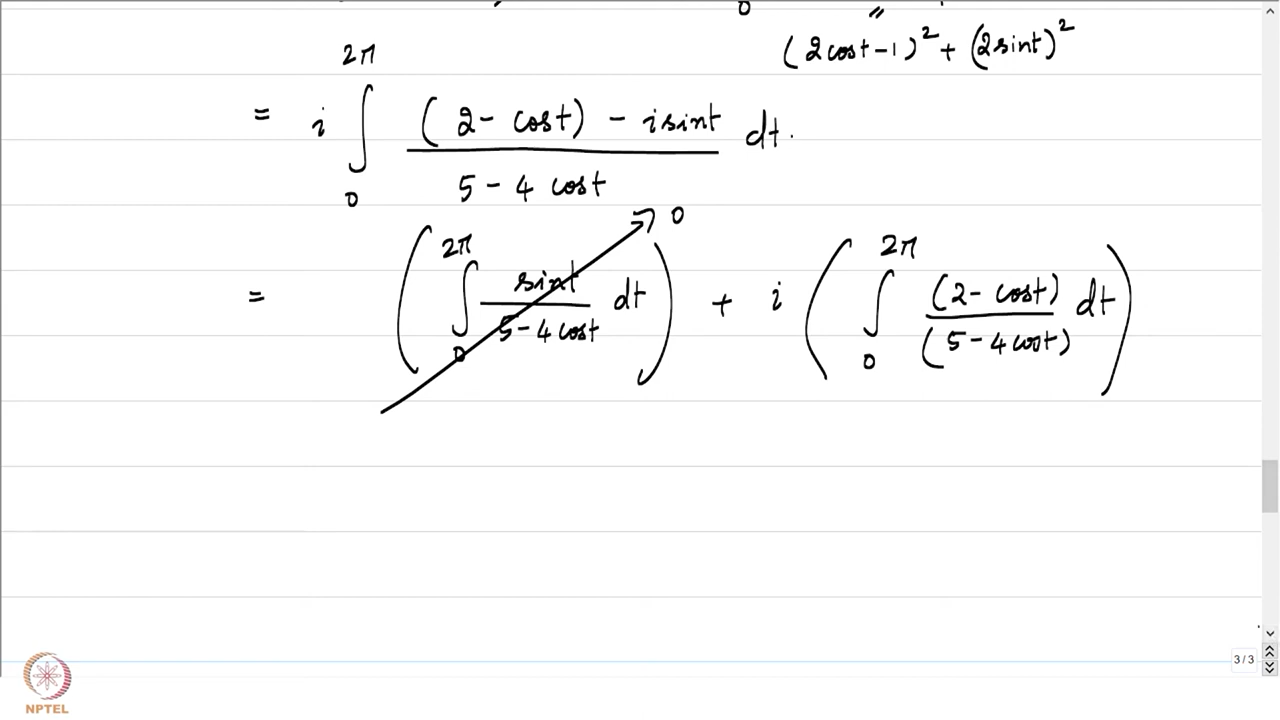 0 "
(2cost-1)² + (2sint)²
= i ∫₀^{2π} ((2 - cost) - isint) / (5 - 4 cost) dt.
= ( ∫₀^{2π} sint / (5-4cost) dt ) → 0 + i ( ∫₀^{2π} (2-cost) / (5-4cost) dt )
3 / 3
NPTEL